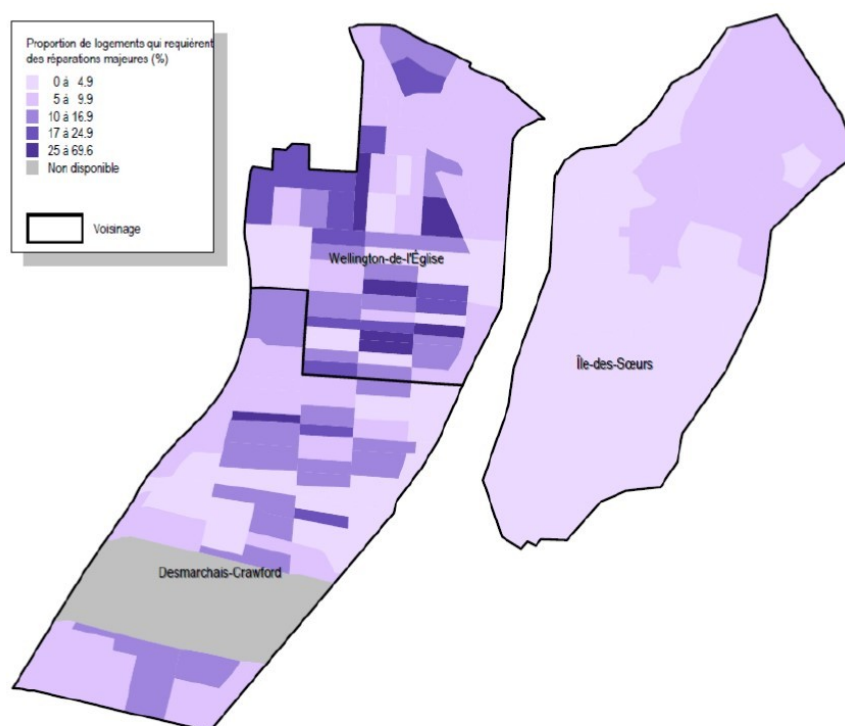 Proportion de logements qui requièrent
des réparations majeures (%)
0 à 4.9
5 à 9.9
10 à 16.9
17 à 24.9
25 à 69.6
Non disponible
Voisinage
Wellington-de-l'Église
Île-des-Sœurs
Desmarchais-Crawford